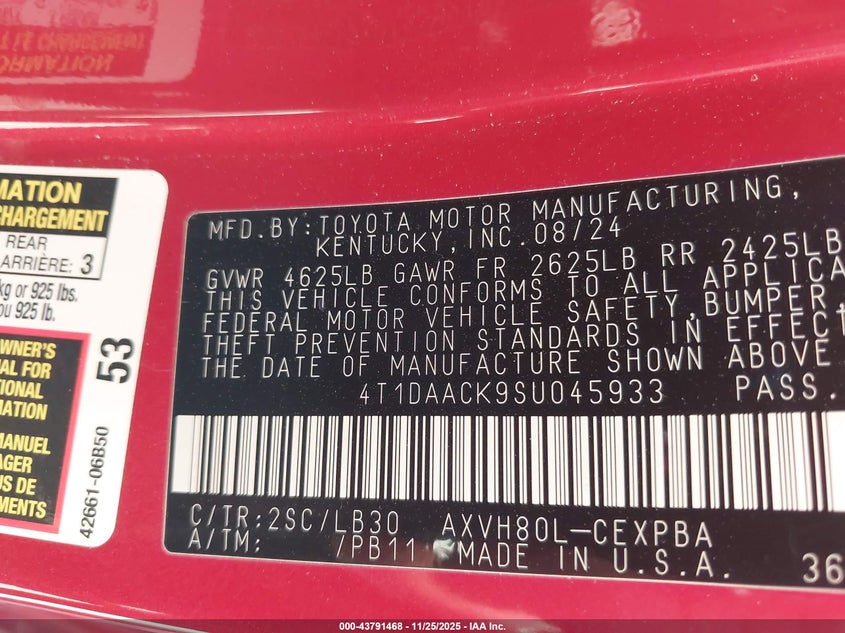 MATION
CHARGEMENT
REAR
ARRIÈRE: 3
kg or 925 lbs.
ou 925 lb.
WNER'S
AL FOR
TIONAL
MATION
MANUEL
AGER
US DE
EMENTS
53
42661-06B50
MFD.BY:TOYOTA MOTOR MANUFACTURING,
KENTUCKY,INC.08/24
GVWR 4625LB GAWR FR 2625LB RR 2425LB
THIS VEHICLE CONFORMS TO ALL APPLICA
FEDERAL MOTOR VEHICLE SAFETY,BUMPER,
THEFT PREVENTION STANDARDS IN EFFECT
THE DATE OF MANUFACTURE SHOWN ABOVE
4T1DAACK9SU045933 PASS.
C/TR:2SC/LB30 AXVH80L-CEXPBA
A/TM: /PB11 MADE IN U.S.A. 36
000-43791468 - 11/25/2025 - IAA Inc.